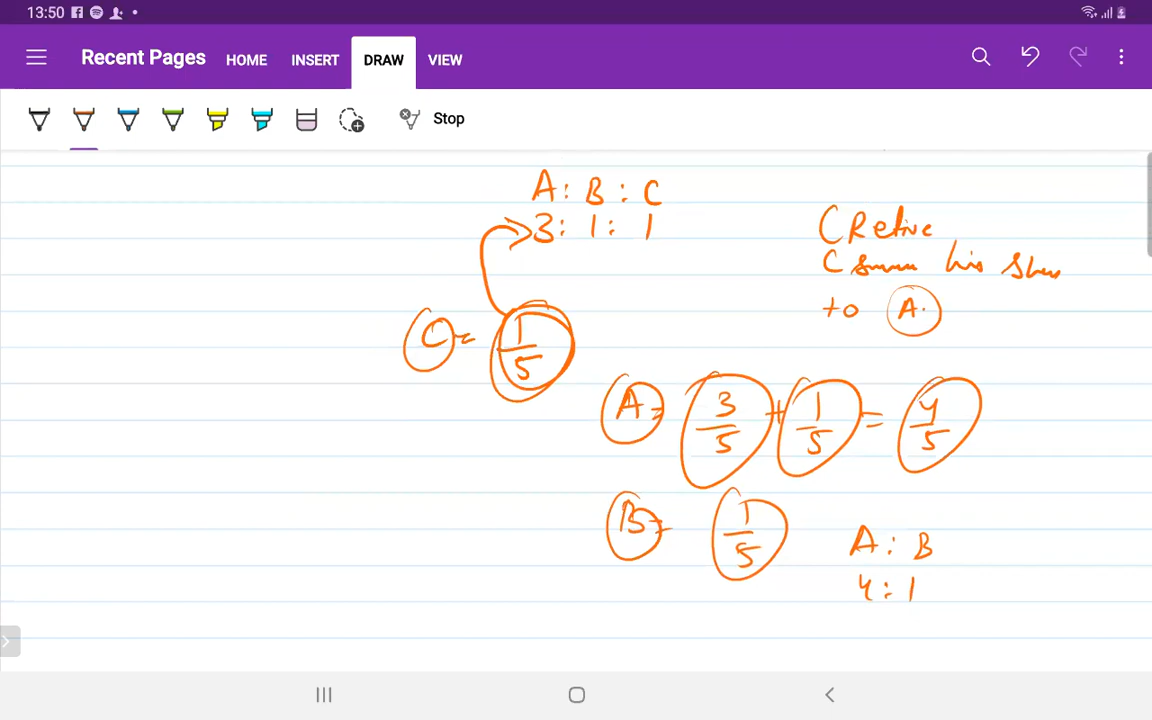 13:50
Recent Pages HOME INSERT DRAW VIEW
Stop
A : B : C
3 : 1 : 1
C Retire
C his
to A.
C = 1/5
A = 3/5 + 1/5 = 4/5
B = 1/5
A : B
4 : 1